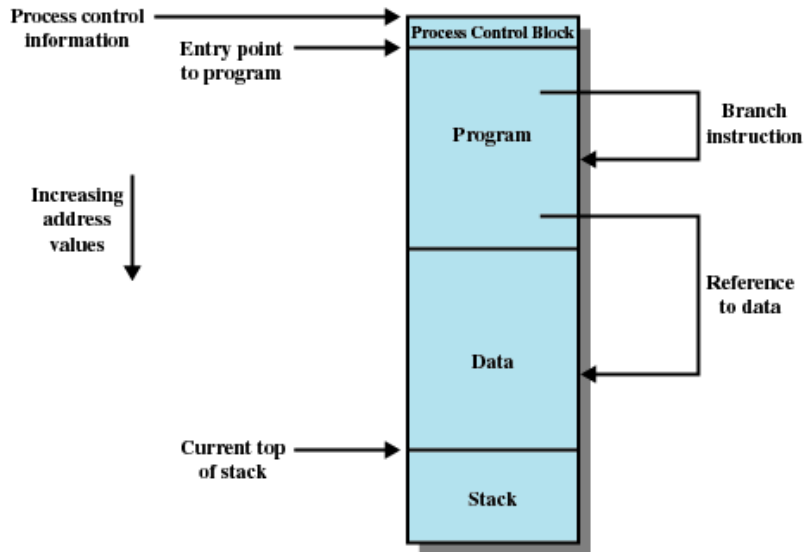 Process control
information
Process Control Block
Entry point
to program
Program
Branch
instruction
Increasing
address
values
Reference
to data
Data
Current top
of stack
Stack